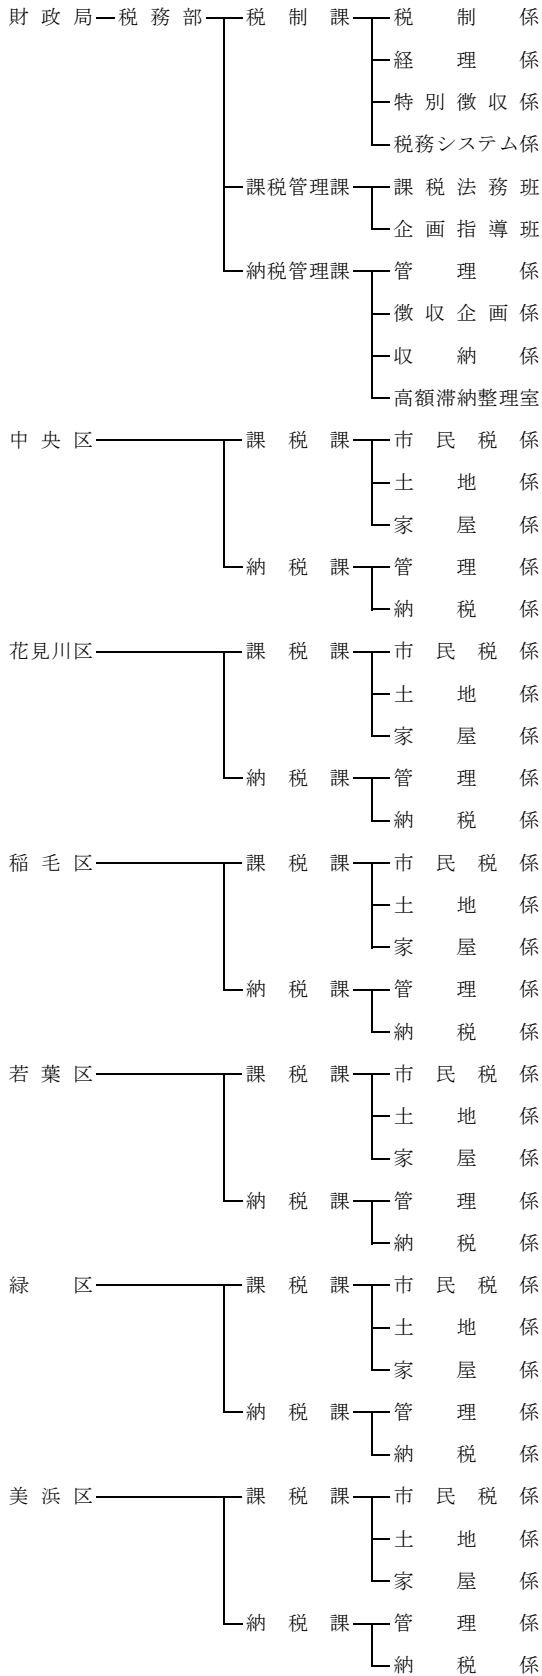 財政局 税務部 税制課 税制係
経理係
特別徴収係
税務システム係
課税管理課 課税法務班
企画指導班
納税管理課 管理係
徴収企画係
収納係
高額滞納整理室
中央区 課税課 市民税係
土地係
家屋係
納税課 管理係
納税係
花見川区 課税課 市民税係
土地係
家屋係
納税課 管理係
納税係
稲毛区 課税課 市民税係
土地係
家屋係
納税課 管理係
納税係
若葉区 課税課 市民税係
土地係
家屋係
納税課 管理係
納税係
緑区 課税課 市民税係
土地係
家屋係
納税課 管理係
納税係
美浜区 課税課 市民税係
土地係
家屋係
納税課 管理係
納税係